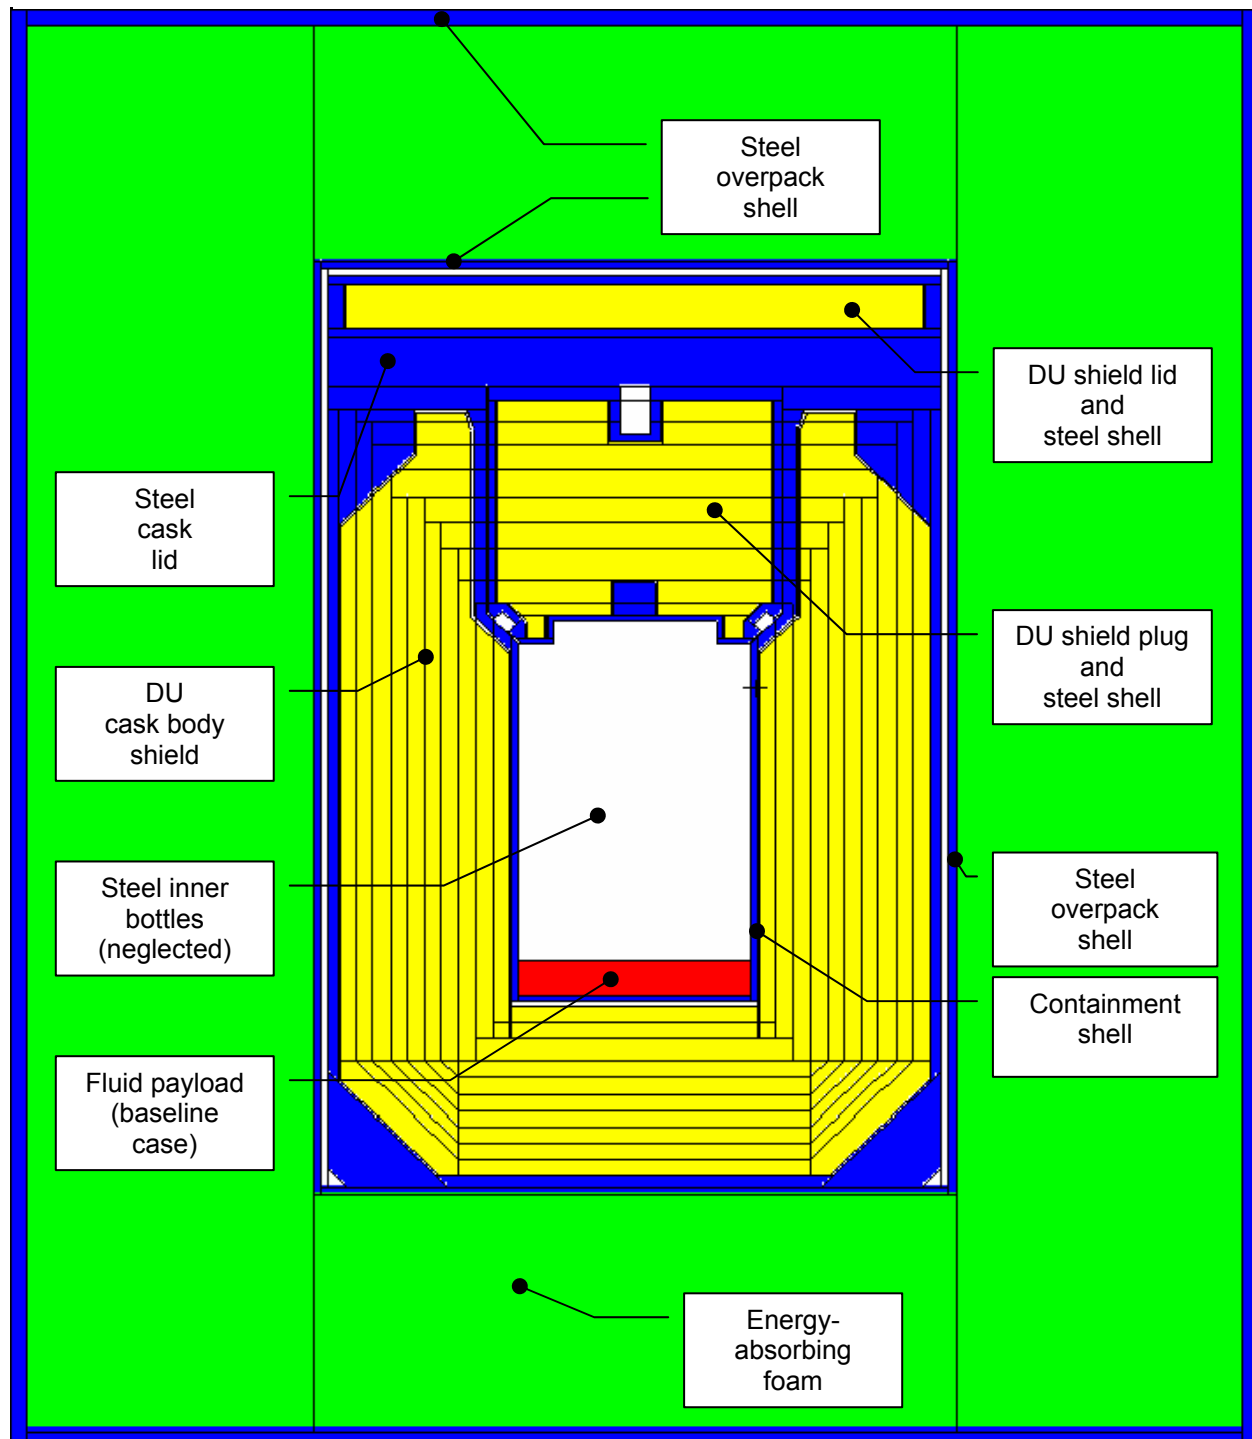 Steel
overpack
shell
DU shield lid
and
steel shell
Steel
cask
lid
DU shield plug
and
steel shell
DU
cask body
shield
Steel inner
bottles
(neglected)
Steel
overpack
shell
Containment
shell
Fluid payload
(baseline
case)
Energy-
absorbing
foam